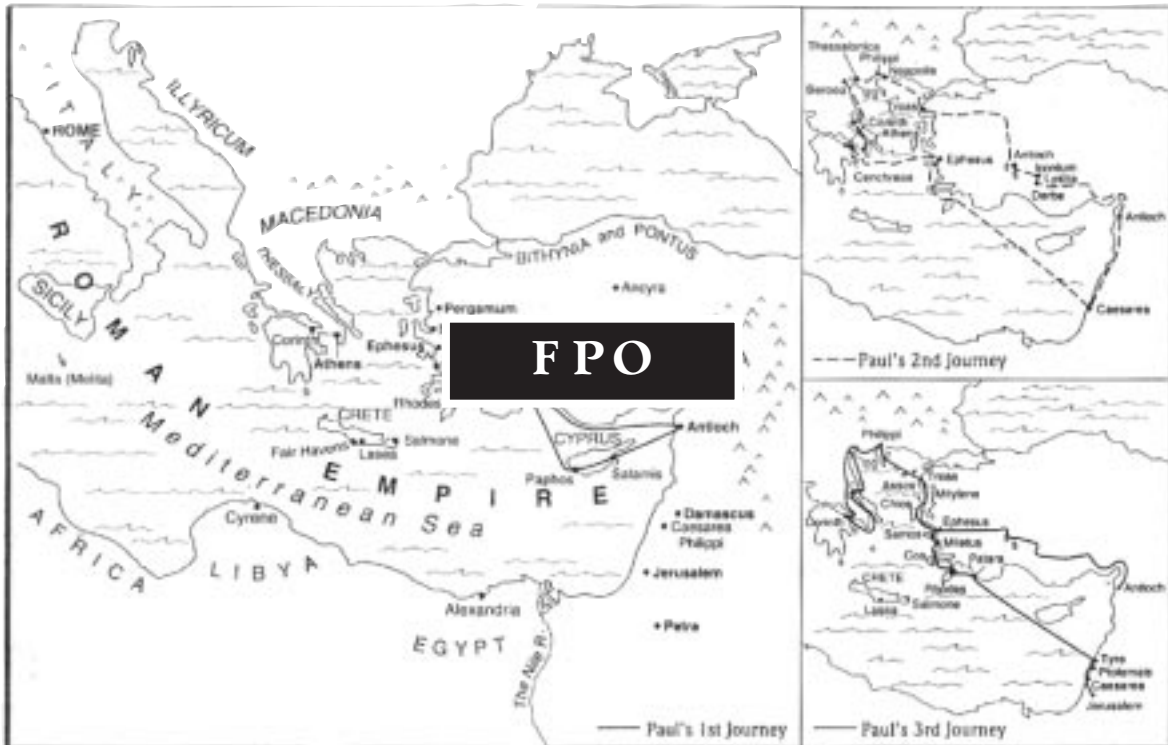 ITALY
ROME
ILLYRICUM
MACEDONIA
THESSALY
BITHYNIA and PONTUS
Ancyra
Pergamum
SICILY
Corinth
Athens
Ephesus
FPO
Malta (Melita)
Rhodes
CRETE
Fair Havens
Lasea
Salmone
CYPRUS
Antioch
Paphos
Salamis
ROMAN EMPIRE
Mediterranean Sea
Cyrene
Damascus
Caesarea
Philippi
AFRICA
LIBYA
Jerusalem
Alexandria
Petra
EGYPT
The Nile R.
Paul's 1st Journey
Thessalonica
Philippi
Neapolis
Beroea
Troas
Corinth
Athens
Ephesus
Antioch
Iconium
Lystra
Derbe
Cenchreae
Antioch
Caesarea
Paul's 2nd Journey
Philippi
Troas
Assos
Mitylene
Chios
Corinth
Ephesus
Samos
Miletus
Cos
Patara
CRETE
Rhodes
Antioch
Lasea
Salmone
Tyre
Ptolemais
Caesarea
Jerusalem
Paul's 3rd Journey